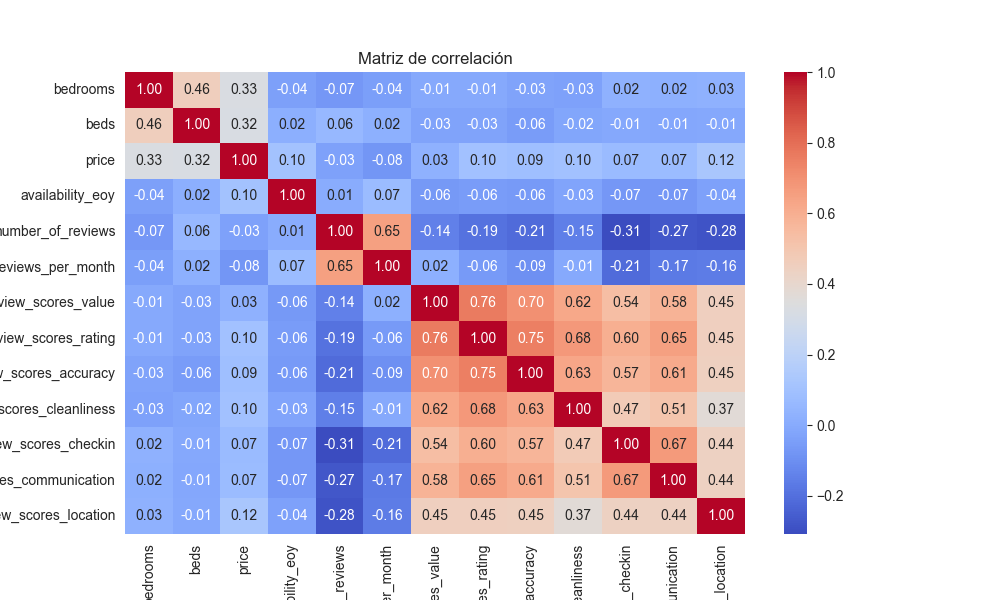 Matriz de correlación
bedrooms 1.00 0.46 0.33 -0.04 -0.07 -0.04 -0.01 -0.01 -0.03 -0.03 0.02 0.02 0.03
beds 0.46 1.00 0.32 0.02 0.06 0.02 -0.03 -0.03 -0.06 -0.02 -0.01 -0.01 -0.01
price 0.33 0.32 1.00 0.10 -0.03 -0.08 0.03 0.10 0.09 0.10 0.07 0.07 0.12
availability_eoy -0.04 0.02 0.10 1.00 0.01 0.07 -0.06 -0.06 -0.06 -0.03 -0.07 -0.07 -0.04
number_of_reviews -0.07 0.06 -0.03 0.01 1.00 0.65 -0.14 -0.19 -0.21 -0.15 -0.31 -0.27 -0.28
eviews_per_month -0.04 0.02 -0.08 0.07 0.65 1.00 0.02 -0.06 -0.09 -0.01 -0.21 -0.17 -0.16
view_scores_value -0.01 -0.03 0.03 -0.06 -0.14 0.02 1.00 0.76 0.70 0.62 0.54 0.58 0.45
view_scores_rating -0.01 -0.03 0.10 -0.06 -0.19 -0.06 0.76 1.00 0.75 0.68 0.60 0.65 0.45
w_scores_accuracy -0.03 -0.06 0.09 -0.06 -0.21 -0.09 0.70 0.75 1.00 0.63 0.57 0.61 0.45
scores_cleanliness -0.03 -0.02 0.10 -0.03 -0.15 -0.01 0.62 0.68 0.63 1.00 0.47 0.51 0.37
ew_scores_checkin 0.02 -0.01 0.07 -0.07 -0.31 -0.21 0.54 0.60 0.57 0.47 1.00 0.67 0.44
es_communication 0.02 -0.01 0.07 -0.07 -0.27 -0.17 0.58 0.65 0.61 0.51 0.67 1.00 0.44
ew_scores_location 0.03 -0.01 0.12 -0.04 -0.28 -0.16 0.45 0.45 0.45 0.37 0.44 0.44 1.00
bedrooms
beds
price
bility_eoy
_reviews
er_month
es_value
es_rating
accuracy
eanliness
_checkin
unication
_location
1.0
0.8
0.6
0.4
0.2
0.0
−0.2